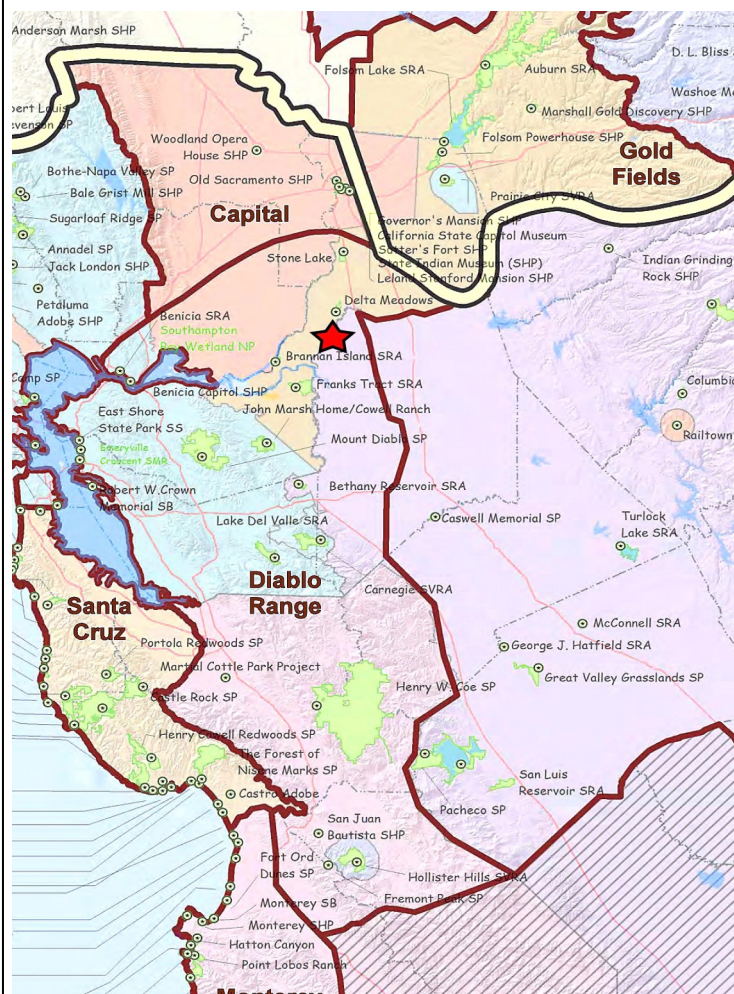 Anderson Marsh SHP
Folsom Lake SRA
Auburn SRA
D. L. Bliss
Washoe
Marshall Gold Discovery SHP
Folsom Powerhouse SHP
Gold
Fields
Woodland Opera
House SHP
Bothe-Napa Valley SP
Old Sacramento SHP
Bale Grist Mill SHP
Prairie City SVRA
Capital
Sugarloaf Ridge SP
Governor's Mansion SHP
California State Capitol Museum
Sutter's Fort SHP
State Indian Museum (SHP)
Leland Stanford Mansion SHP
Annadel SP
Jack London SHP
Stone Lake
Indian Grinding
Rock SHP
Petaluma
Adobe SHP
Delta Meadows
Benicia SRA
Southampton
Bay Wetland NP
Brannan Island SRA
Camp SP
Benicia Capitol SHP
Franks Tract SRA
Columbia
East Shore
State Park SS
John Marsh Home/Cowell Ranch
Railtown
Emeryville
Crescent SMR
Mount Diablo SP
Robert W.Crown
Memorial SB
Bethany Reservoir SRA
Lake Del Valle SRA
Caswell Memorial SP
Turlock
Lake SRA
Diablo
Range
Carnegie SVRA
Santa
Cruz
McConnell SRA
Portola Redwoods SP
George J. Hatfield SRA
Martial Cottle Park Project
Great Valley Grasslands SP
Henry W. Coe SP
Castle Rock SP
Henry Cowell Redwoods SP
The Forest of
Nisene Marks SP
San Luis
Reservoir SRA
Castro Adobe
Pacheco SP
San Juan
Bautista SHP
Fort Ord
Dunes SP
Hollister Hills SVRA
Fremont Peak SP
Monterey SB
Monterey SHP
Hatton Canyon
Point Lobos Ranch
Monterey